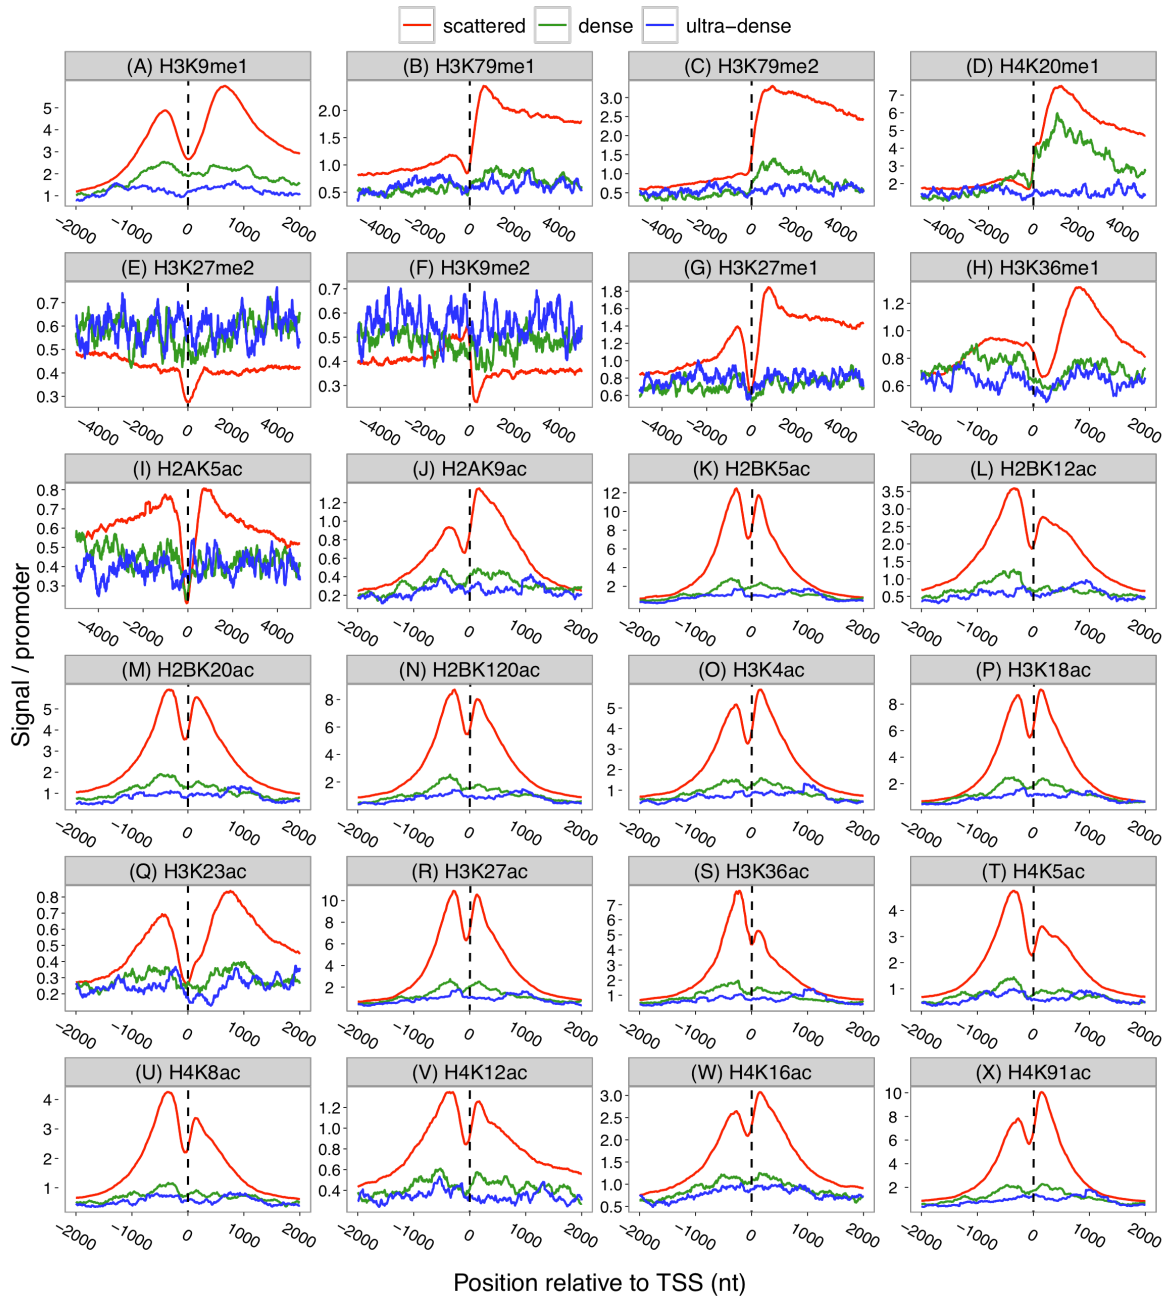 scattered dense ultra−dense
(A) H3K9me1 (B) H3K79me1 (C) H3K79me2 (D) H4K20me1
5 4 3 2 1
2.0 1.5 1.0 0.5
3.0 2.5 2.0 1.5 1.0 0.5
7 6 5 4 3 2
−2000 −1000 0 1000 2000
−4000 0 2000 4000
−4000 0 2000 4000
−4000 0 2000 4000
(E) H3K27me2 (F) H3K9me2 (G) H3K27me1 (H) H3K36me1
0.7 0.6 0.5 0.4 0.3
0.7 0.6 0.5 0.4 0.3
1.8 1.6 1.4 1.2 1.0 0.8 0.6
1.2 1.0 0.8 0.6
−4000 0 2000 4000
−4000 0 2000 4000
−4000 0 2000 4000
−2000 −1000 0 1000 2000
(I) H2AK5ac (J) H2AK9ac (K) H2BK5ac (L) H2BK12ac
0.8 0.7 0.6 0.5 0.4 0.3
1.2 1.0 0.8 0.6 0.4 0.2
12 10 8 6 4 2
3.5 3.0 2.5 2.0 1.5 1.0 0.5
−4000 0 2000 4000
−2000 −1000 0 1000 2000
−2000 −1000 0 1000 2000
−2000 −1000 0 1000 2000
Signal / promoter
(M) H2BK20ac (N) H2BK120ac (O) H3K4ac (P) H3K18ac
5 4 3 2 1
8 6 4 2
5 4 3 2 1
8 6 4 2
−2000 −1000 0 1000 2000
−2000 −1000 0 1000 2000
−2000 −1000 0 1000 2000
−2000 −1000 0 1000 2000
(Q) H3K23ac (R) H3K27ac (S) H3K36ac (T) H4K5ac
0.8 0.7 0.6 0.5 0.4 0.3 0.2
10 8 6 4 2
7 6 5 4 3 2 1
4 3 2 1
−2000 −1000 0 1000 2000
−2000 −1000 0 1000 2000
−2000 −1000 0 1000 2000
−2000 −1000 0 1000 2000
(U) H4K8ac (V) H4K12ac (W) H4K16ac (X) H4K91ac
4 3 2 1
1.2 1.0 0.8 0.6 0.4
3.0 2.5 2.0 1.5 1.0 0.5
10 8 6 4 2
−2000 −1000 0 1000 2000
−2000 −1000 0 1000 2000
−2000 −1000 0 1000 2000
−2000 −1000 0 1000 2000
Position relative to TSS (nt)